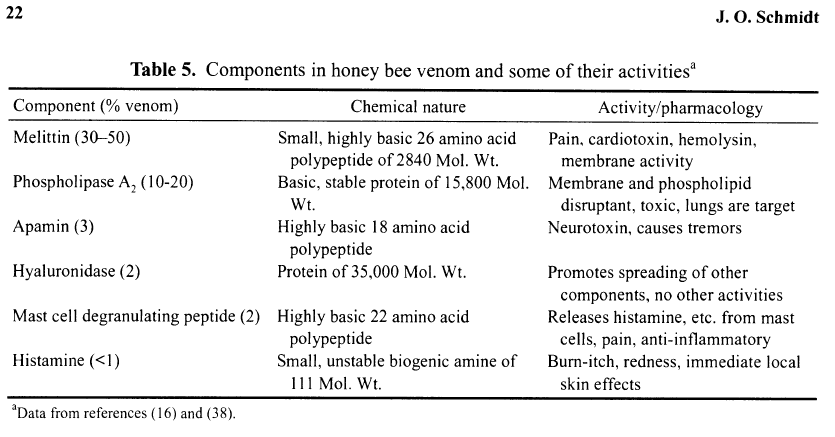 22 J. O. Schmidt
Table 5. Components in honey bee venom and some of their activitiesᵃ
Component (% venom) Chemical nature Activity/pharmacology
Melittin (30–50) Small, highly basic 26 amino acid Pain, cardiotoxin, hemolysin,
polypeptide of 2840 Mol. Wt. membrane activity
Phospholipase A₂ (10-20) Basic, stable protein of 15,800 Mol. Membrane and phospholipid
Wt. disruptant, toxic, lungs are target
Apamin (3) Highly basic 18 amino acid Neurotoxin, causes tremors
polypeptide
Hyaluronidase (2) Protein of 35,000 Mol. Wt. Promotes spreading of other
components, no other activities
Mast cell degranulating peptide (2) Highly basic 22 amino acid Releases histamine, etc. from mast
polypeptide cells, pain, anti-inflammatory
Histamine (<1) Small, unstable biogenic amine of Burn-itch, redness, immediate local
111 Mol. Wt. skin effects
ᵃData from references (16) and (38).